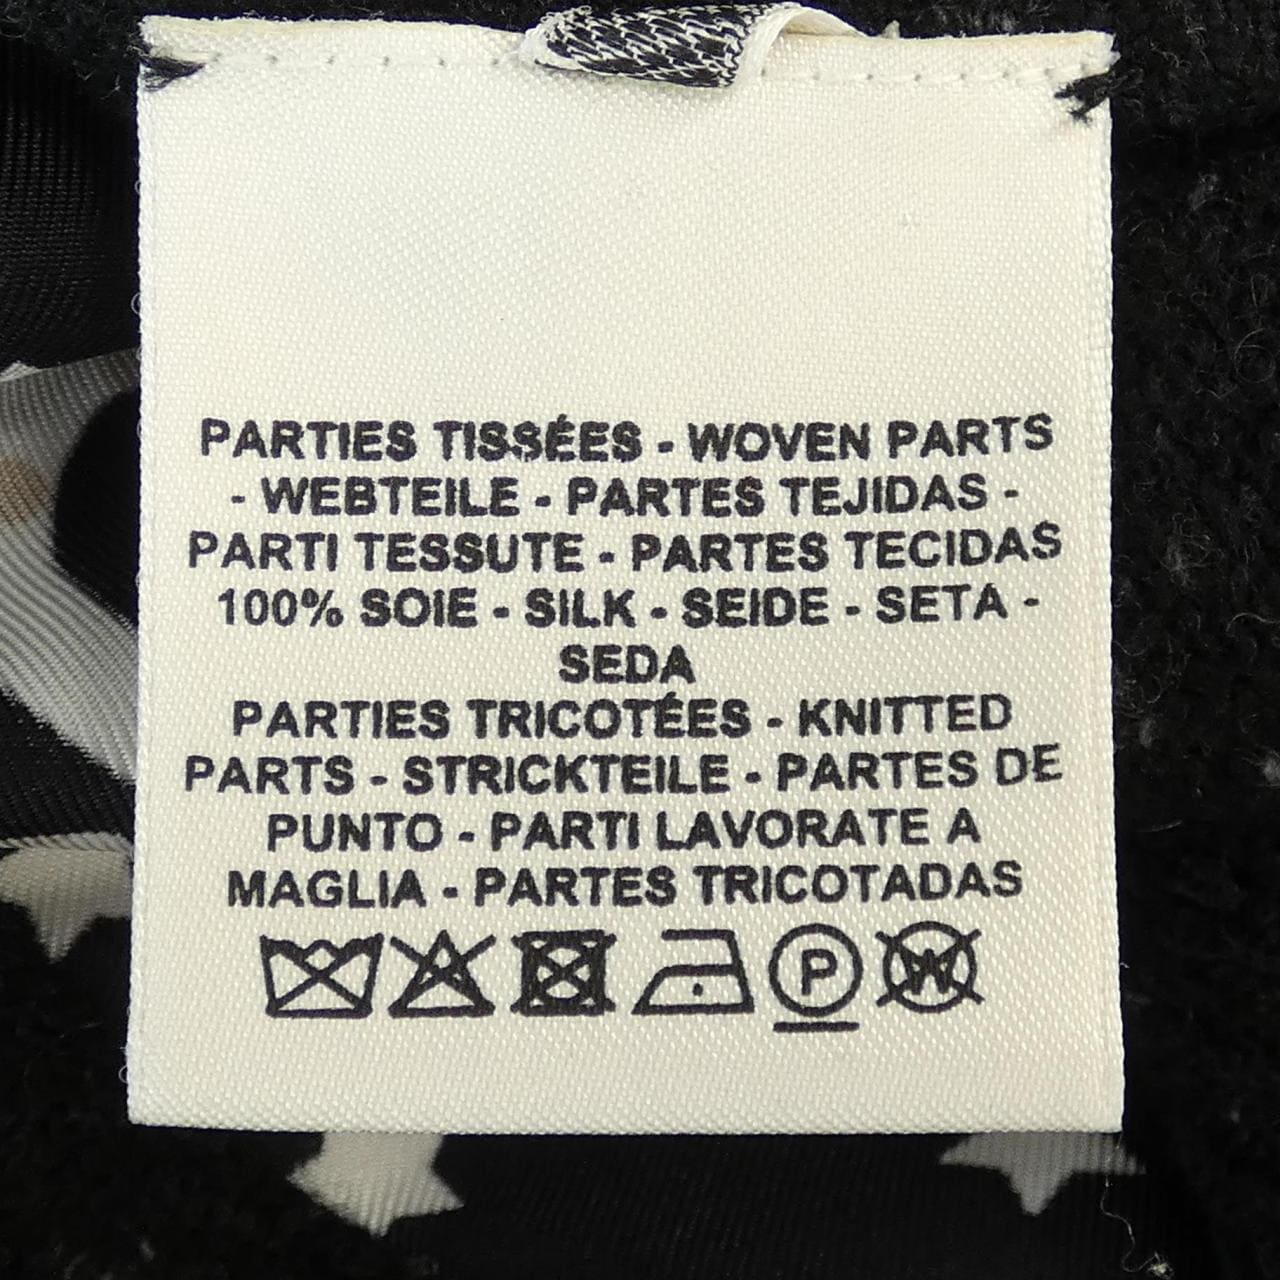 PARTIES TISSÉES - WOVEN PARTS
- WEBTEILE - PARTES TEJIDAS -
PARTI TESSUTE - PARTES TECIDAS
100% SOIE - SILK - SEIDE - SETA -
SEDA
PARTIES TRICOTÉES - KNITTED
PARTS - STRICKTEILE - PARTES DE
PUNTO - PARTI LAVORATE A
MAGLIA - PARTES TRICOTADAS
P W